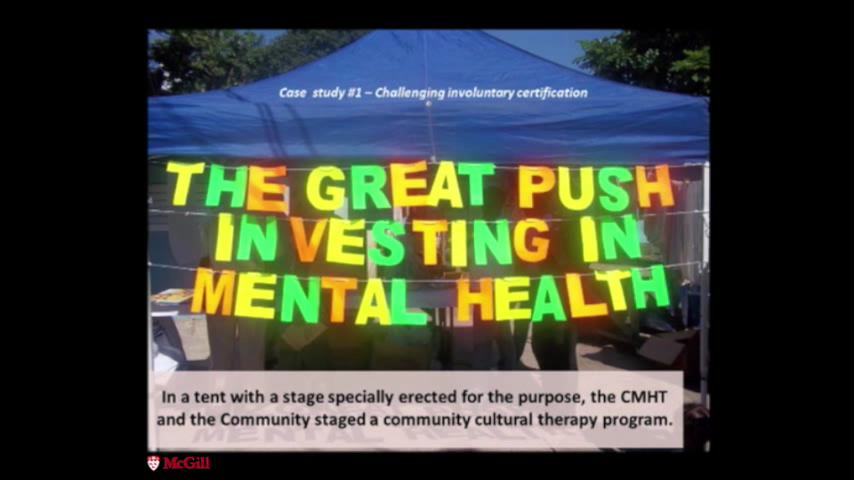 Case study #1 – Challenging involuntary certification
THE GREAT PUSH
INVESTING IN
MENTAL HEALTH
In a tent with a stage specially erected for the purpose, the CMHT
and the Community staged a community cultural therapy program.
McGill